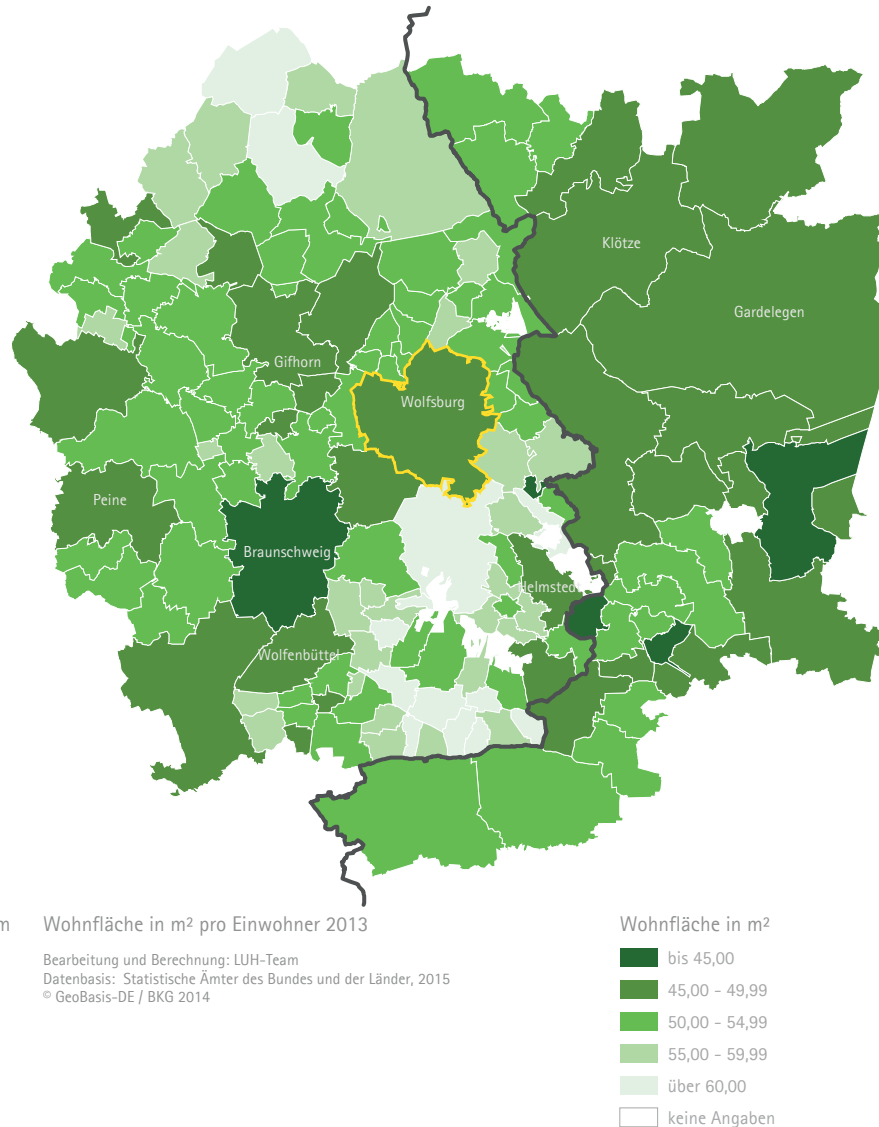 Klötze
Gardelegen
Gifhorn
Wolfsburg
Peine
Braunschweig
Helmstedt
Wolfenbüttel
m
Wohnfläche in m² pro Einwohner 2013
Bearbeitung und Berechnung: LUH-Team
Datenbasis: Statistische Ämter des Bundes und der Länder, 2015
© GeoBasis-DE / BKG 2014
Wohnfläche in m²
bis 45,00
45,00 - 49,99
50,00 - 54,99
55,00 - 59,99
über 60,00
keine Angaben